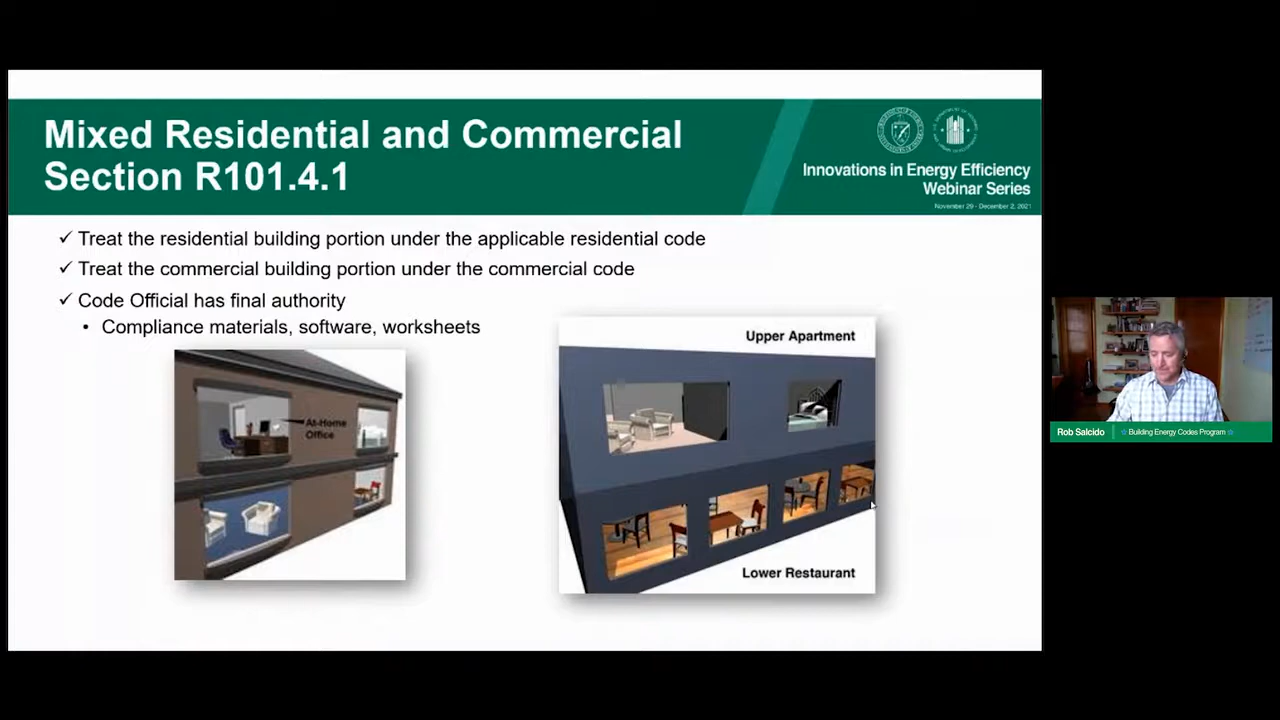 Mixed Residential and Commercial
Section R101.4.1
Innovations in Energy Efficiency
Webinar Series
November 29 - December 2, 2021
✓ Treat the residential building portion under the applicable residential code
✓ Treat the commercial building portion under the commercial code
✓ Code Official has final authority
• Compliance materials, software, worksheets
At-Home
Office
Upper Apartment
Lower Restaurant
Rob Salcido
☆ Building Energy Codes Program ☆